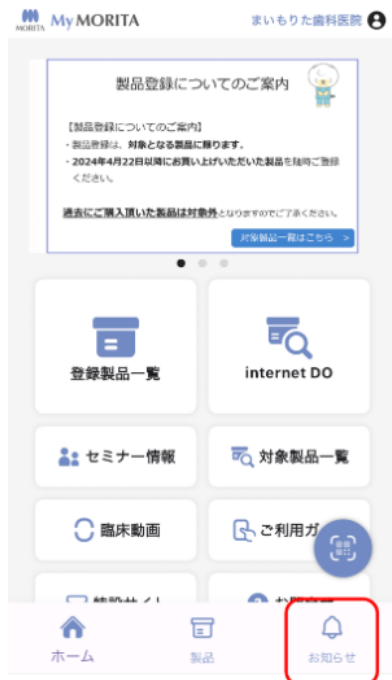 MORITA My MORITA まいもりた歯科医院
製品登録についてのご案内
【製品登録についてのご案内】
・製品登録は、対象となる製品に限ります。
・2024年4月22日以降にお買い上げいただいた製品を随時ご登録
ください。
過去にご購入頂いた製品は対象外となりますのでご了承ください。
対象製品一覧はこちら >
登録製品一覧
internet DO
セミナー情報
対象製品一覧
臨床動画
ご利用ガ
ホーム
製品
お知らせ